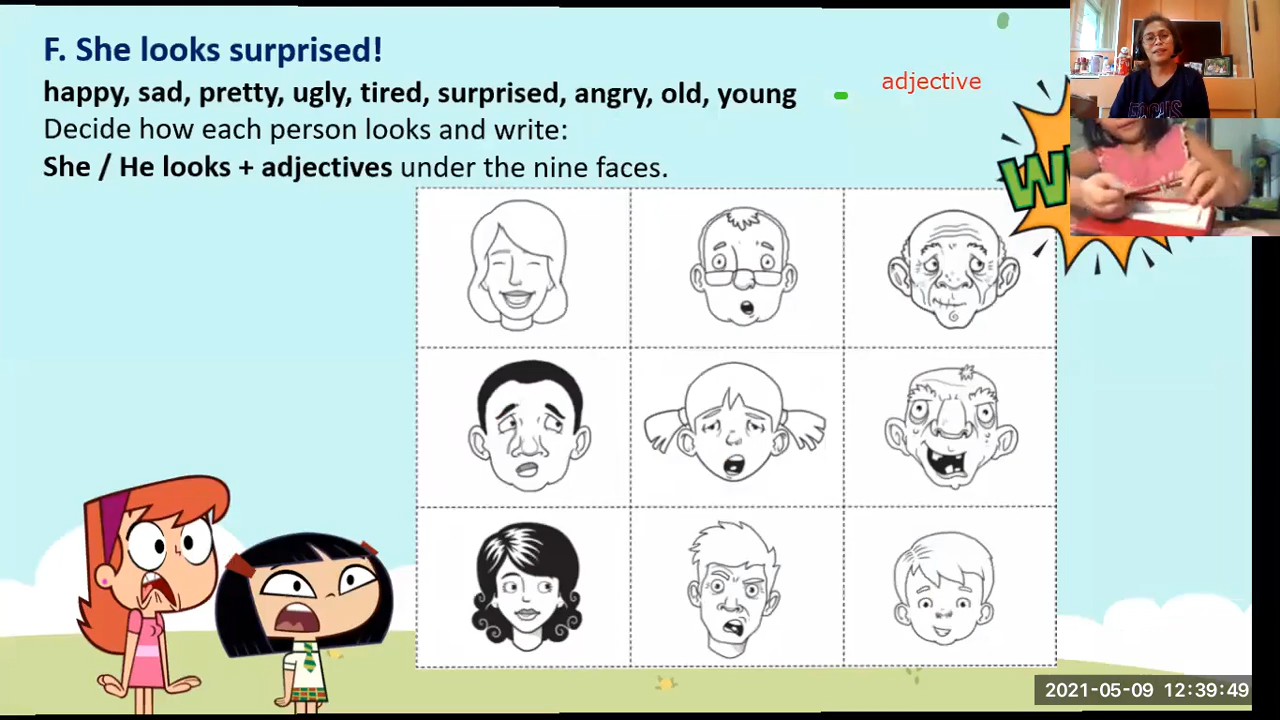 F. She looks surprised!
happy, sad, pretty, ugly, tired, surprised, angry, old, young
adjective
Decide how each person looks and write:
She / He looks + adjectives under the nine faces.
2021-05-09 12:39:49